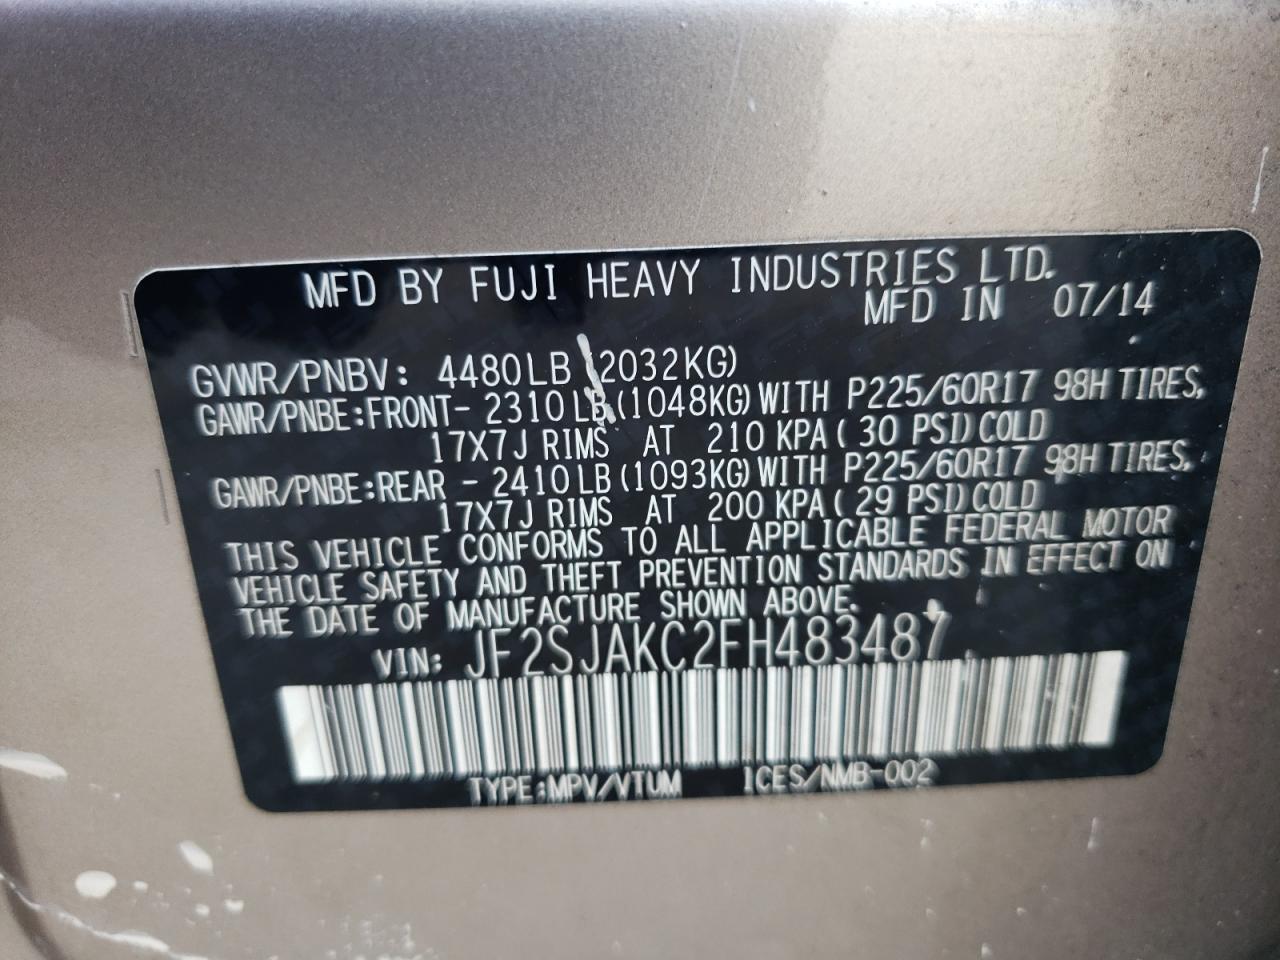 MFD BY FUJI HEAVY INDUSTRIES LTD.
MFD IN 07/14
GVWR/PNBV: 4480LB (2032KG)
GAWR/PNBE:FRONT- 2310LB(1048KG)WITH P225/60R17 98H TIRES,
17X7J RIMS AT 210 KPA(30 PSI)COLD
GAWR/PNBE:REAR - 2410LB(1093KG)WITH P225/60R17 98H TIRES,
17X7J RIMS AT 200 KPA(29 PSI)COLD
THIS VEHICLE CONFORMS TO ALL APPLICABLE FEDERAL MOTOR
VEHICLE SAFETY AND THEFT PREVENTION STANDARDS IN EFFECT ON
THE DATE OF MANUFACTURE SHOWN ABOVE.
VIN: JF2SJAKC2FH483487
TYPE:MPV/VTUM ICES/NMB-002